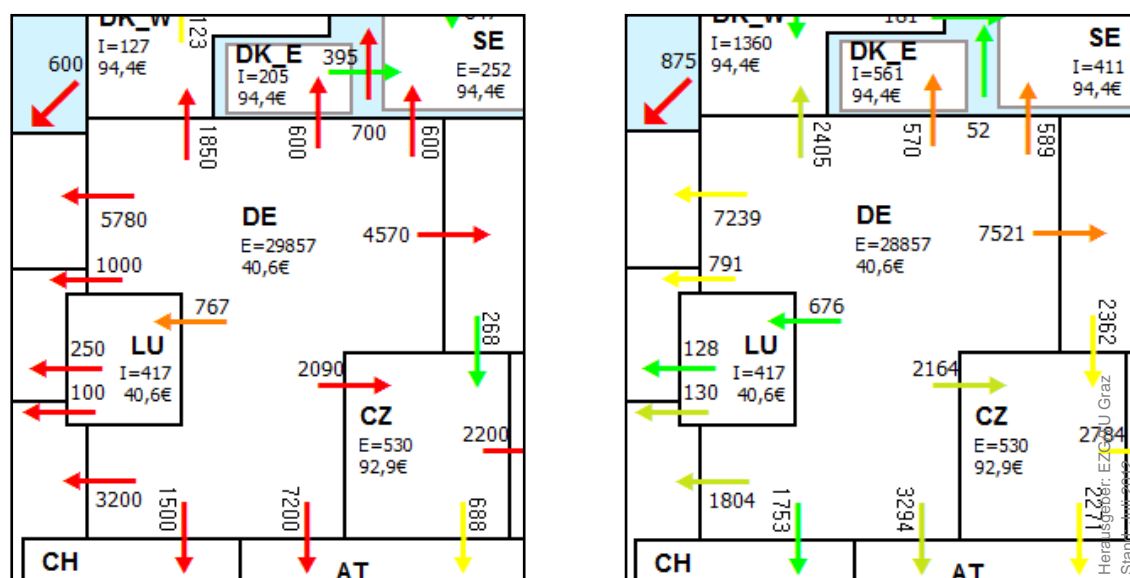 DK_W
I=127
94,4€
123
600
DK_E
I=205
94,4€
395
SE
E=252
94,4€
1850
600
700
600
5780
DE
E=29857
40,6€
4570
1000
767
LU
I=417
40,6€
250
100
268
2090
CZ
E=530
92,9€
2200
3200
1500
7200
688
CH
AT
DK_W
I=1360
94,4€
875
DK_E
I=561
94,4€
SE
I=411
94,4€
2405
570
52
589
7239
DE
E=28857
40,6€
7521
791
676
LU
I=417
40,6€
128
130
2362
2164
CZ
E=530
92,9€
2784
1804
1753
3294
2271
CH
AT
Herausgeber: EZG/TU Graz